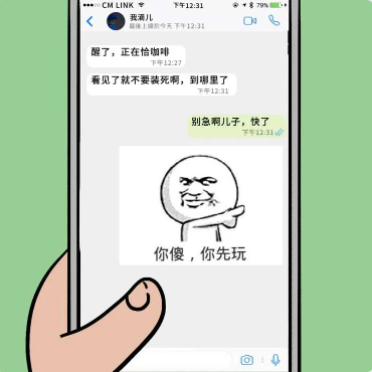 CM LINK 下午12:31 79%
我滴儿
最後上線於今天 下午12:31
醒了，正在恰咖啡
下午12:27
看见了就不要装死啊，到哪里了
下午12:31
别急啊儿子，快了
下午12:31
你傻，你先玩